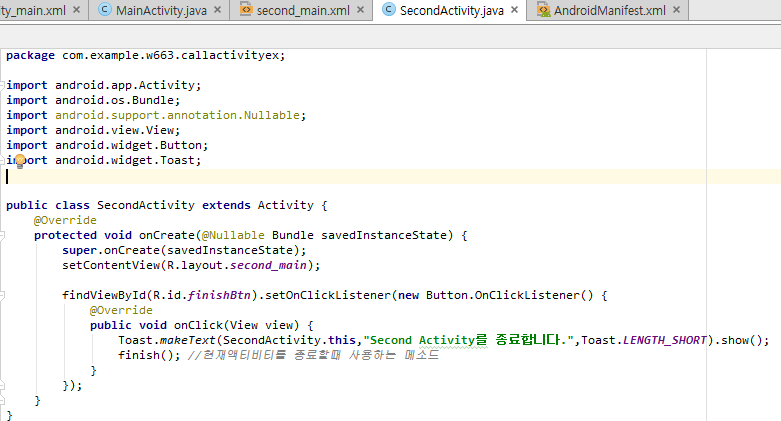 ty_main.xml MainActivity.java second_main.xml SecondActivity.java AndroidManifest.xml
package com.example.w663.callactivityex;
import android.app.Activity;
import android.os.Bundle;
import android.support.annotation.Nullable;
import android.view.View;
import android.widget.Button;
import android.widget.Toast;
public class SecondActivity extends Activity {
@Override
protected void onCreate(@Nullable Bundle savedInstanceState) {
super.onCreate(savedInstanceState);
setContentView(R.layout.second_main);
findViewById(R.id.finishBtn).setOnClickListener(new Button.OnClickListener() {
@Override
public void onClick(View view) {
Toast.makeText(SecondActivity.this,"Second Activity를 종료합니다.",Toast.LENGTH_SHORT).show();
finish(); //현재액티비티를 종료할때 사용하는 메소드
}
});
}
}